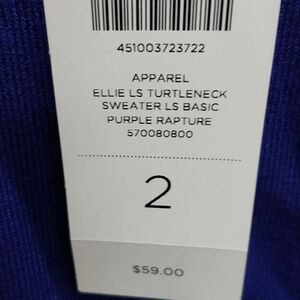 451003723722
APPAREL
ELLIE LS TURTLENECK
SWEATER LS BASIC
PURPLE RAPTURE
570080800
2
$59.00